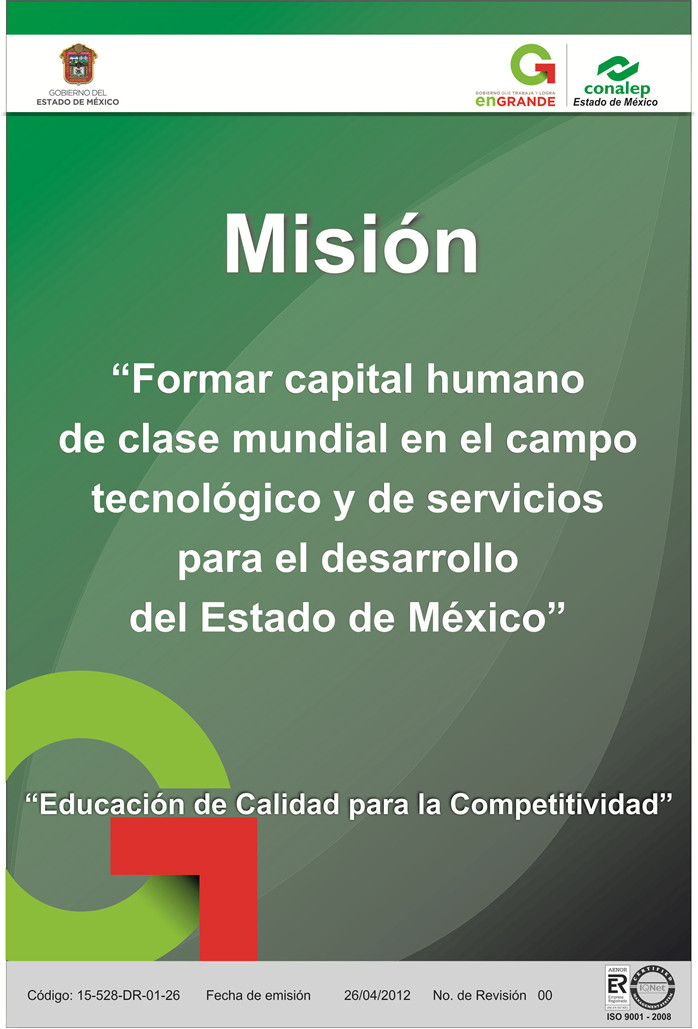 GOBIERNO DEL
ESTADO DE MÉXICO
GOBIERNO QUE TRABAJA Y LOGRA
enGRANDE
conalep
Estado de México
Misión
“Formar capital humano
de clase mundial en el campo
tecnológico y de servicios
para el desarrollo
del Estado de México”
“Educación de Calidad para la Competitividad”
Código: 15-528-DR-01-26 Fecha de emisión 26/04/2012 No. de Revisión 00
AENOR
ER
Empresa
Registrada
CERTIFIED
IQNet
MANAGEMENT SYSTEM
ISO 9001 - 2008